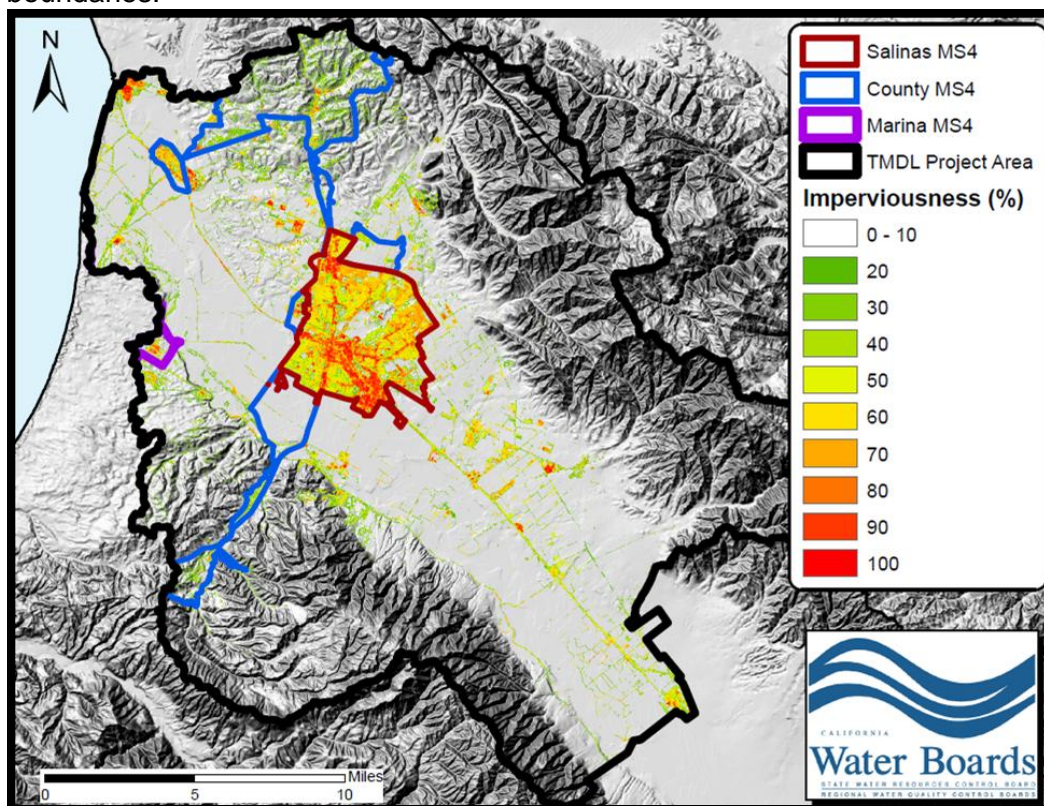 boundaries.
N
Salinas MS4
County MS4
Marina MS4
TMDL Project Area
Imperviousness (%)
0 - 10
20
30
40
50
60
70
80
90
100
Miles
0 5 10
CALIFORNIA
Water Boards
STATE WATER RESOURCES CONTROL BOARD
REGIONAL WATER QUALITY CONTROL BOARDS